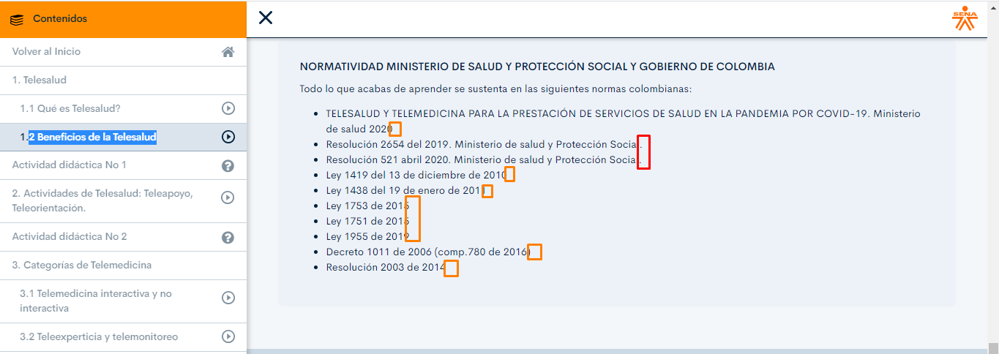 Contenidos
SENA
Volver al Inicio
1. Telesalud
1.1 Qué es Telesalud?
1.2 Beneficios de la Telesalud
Actividad didáctica No 1
2. Actividades de Telesalud: Teleapoyo,
Teleorientación.
Actividad didáctica No 2
3. Categorías de Telemedicina
3.1 Telemedicina interactiva y no
interactiva
3.2 Teleexperticia y telemonitoreo
NORMATIVIDAD MINISTERIO DE SALUD Y PROTECCIÓN SOCIAL Y GOBIERNO DE COLOMBIA
Todo lo que acabas de aprender se sustenta en las siguientes normas colombianas:
• TELESALUD Y TELEMEDICINA PARA LA PRESTACIÓN DE SERVICIOS DE SALUD EN LA PANDEMIA POR COVID-19. Ministerio
de salud 2020
• Resolución 2654 del 2019. Ministerio de salud y Protección Social.
• Resolución 521 abril 2020. Ministerio de salud y Protección Social.
• Ley 1419 del 13 de diciembre de 2010
• Ley 1438 del 19 de enero de 2011
• Ley 1753 de 2015
• Ley 1751 de 2015
• Ley 1955 de 2019
• Decreto 1011 de 2006 (comp.780 de 2016)
• Resolución 2003 de 2014